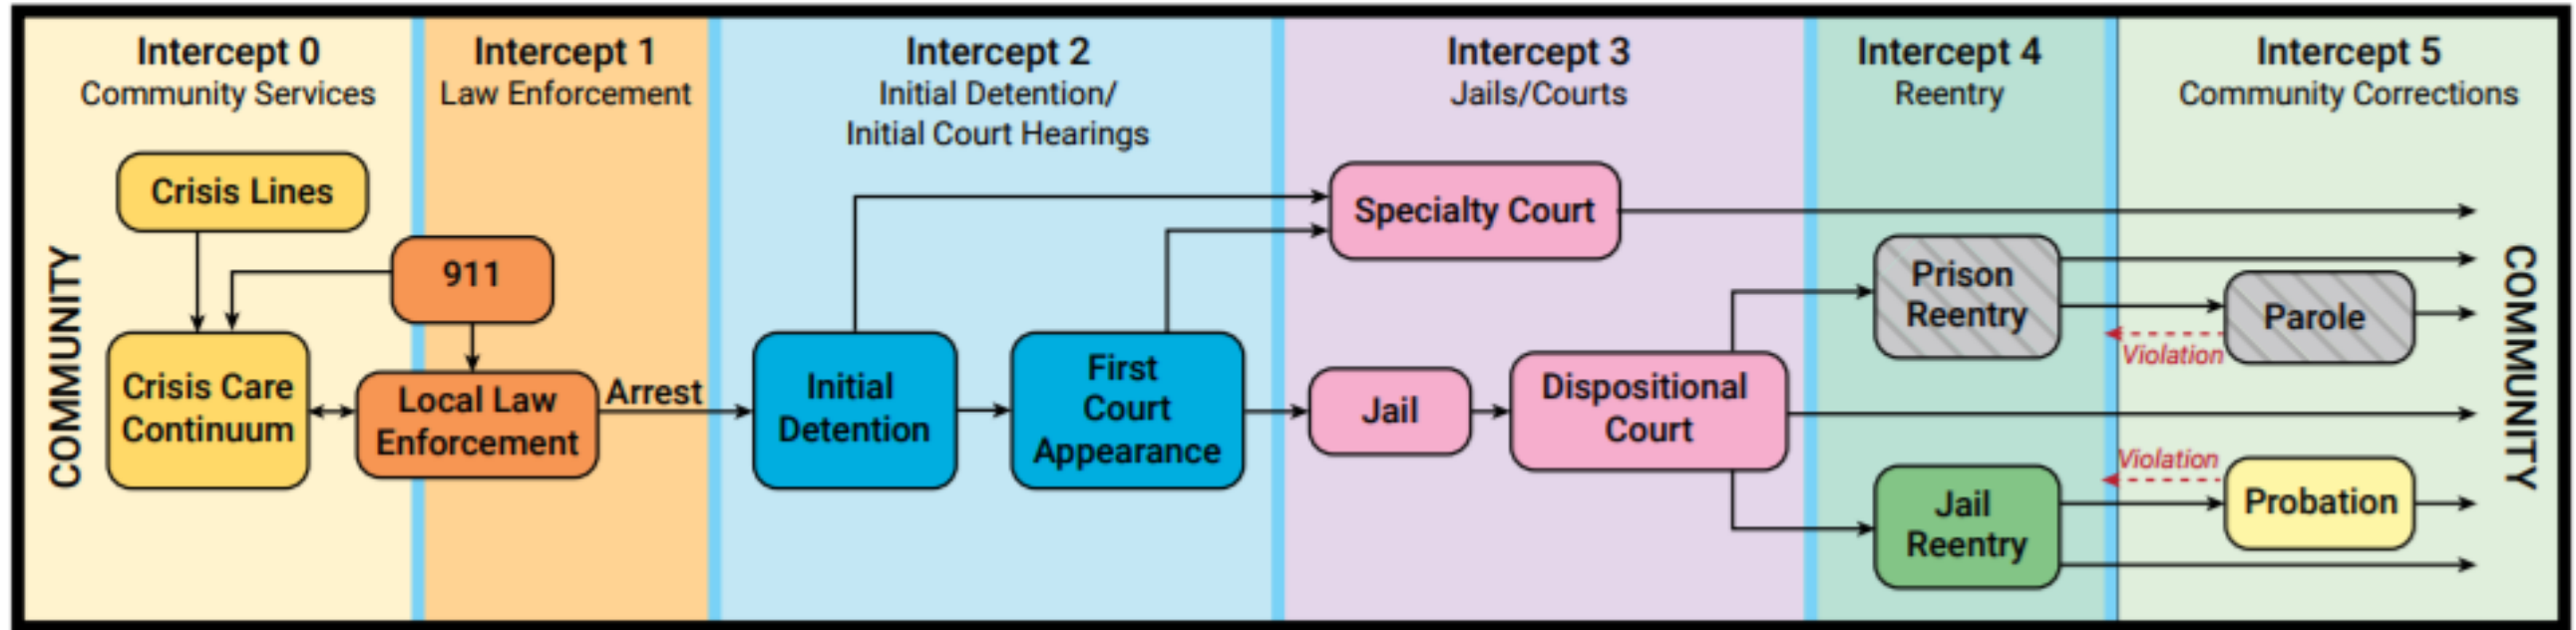 Intercept 0
Community Services
Intercept 1
Law Enforcement
Intercept 2
Initial Detention/
Initial Court Hearings
Intercept 3
Jails/Courts
Intercept 4
Reentry
Intercept 5
Community Corrections
COMMUNITY
Crisis Lines
911
Crisis Care
Continuum
Local Law
Enforcement
Arrest
Initial
Detention
First
Court
Appearance
Specialty Court
Jail
Dispositional
Court
Prison
Reentry
Parole
Violation
Violation
Jail
Reentry
Probation
COMMUNITY